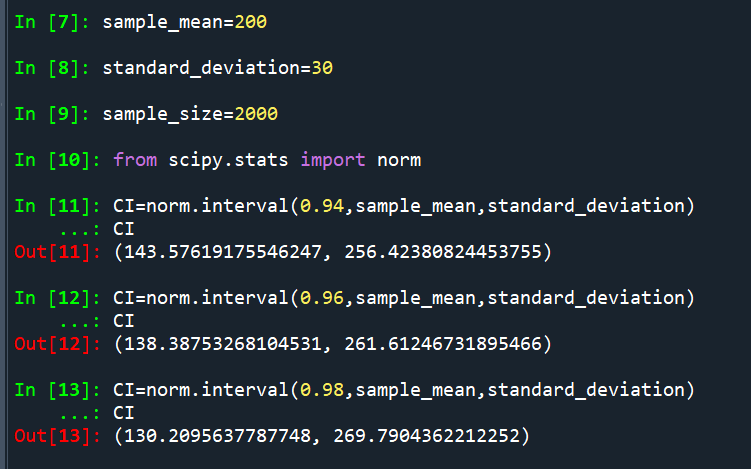 In [7]: sample_mean=200
In [8]: standard_deviation=30
In [9]: sample_size=2000
In [10]: from scipy.stats import norm
In [11]: CI=norm.interval(0.94,sample_mean,standard_deviation)
...: CI
Out[11]: (143.57619175546247, 256.42380824453755)
In [12]: CI=norm.interval(0.96,sample_mean,standard_deviation)
...: CI
Out[12]: (138.38753268104531, 261.61246731895466)
In [13]: CI=norm.interval(0.98,sample_mean,standard_deviation)
...: CI
Out[13]: (130.2095637787748, 269.7904362212252)